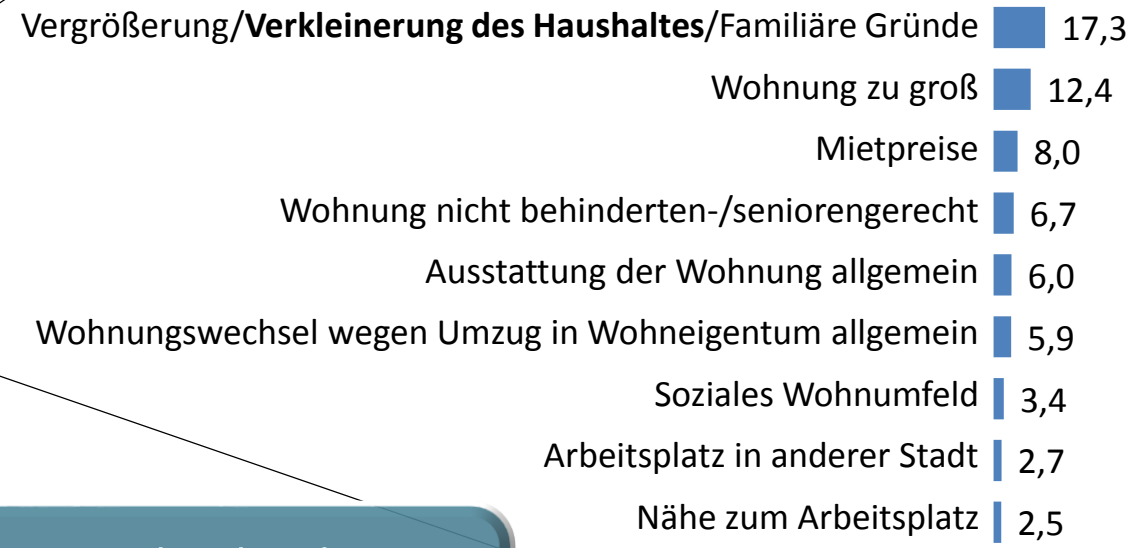 Vergrößerung/Verkleinerung des Haushaltes/Familiäre Gründe 17,3
Wohnung zu groß 12,4
Mietpreise 8,0
Wohnung nicht behinderten-/seniorengerecht 6,7
Ausstattung der Wohnung allgemein 6,0
Wohnungswechsel wegen Umzug in Wohneigentum allgemein 5,9
Soziales Wohnumfeld 3,4
Arbeitsplatz in anderer Stadt 2,7
Nähe zum Arbeitsplatz 2,5